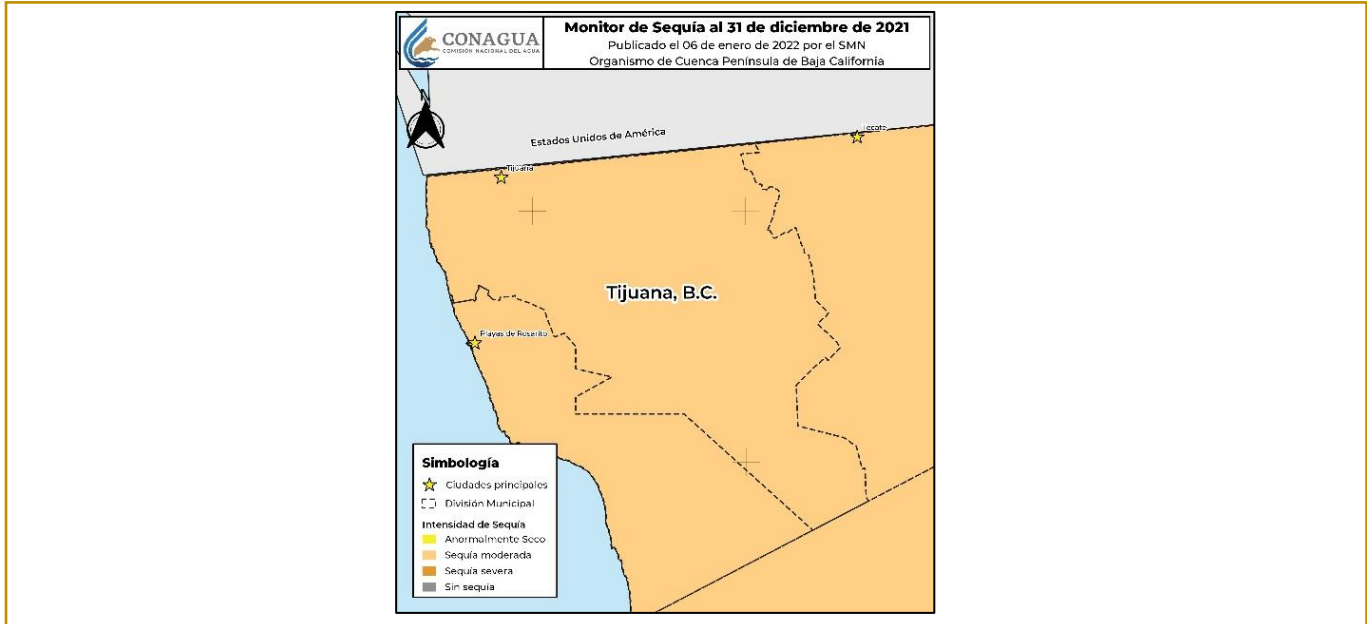 CONAGUA
COMISIÓN NACIONAL DEL AGUA
Monitor de Sequía al 31 de diciembre de 2021
Publicado el 06 de enero de 2022 por el SMN
Organismo de Cuenca Península de Baja California
Estados Unidos de América
Tecate
Tijuana
Tijuana, B.C.
Playas de Rosarito
Simbología
Ciudades principales
División Municipal
Intensidad de Sequía
Anormalmente Seco
Sequía moderada
Sequía severa
Sin sequía